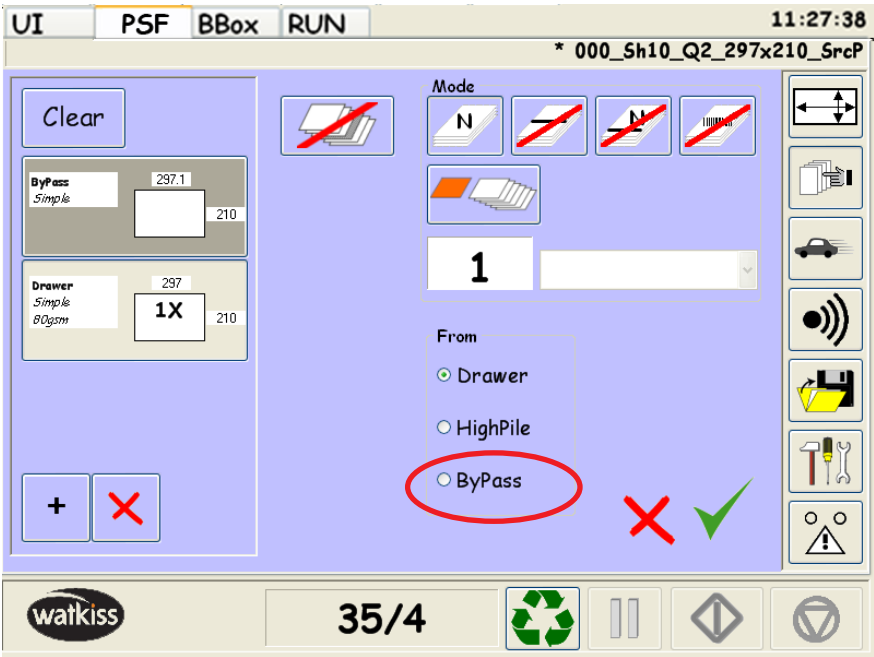 UI PSF BBox RUN 11:27:38
* 000_Sh10_Q2_297x210_SrcP
Clear
Mode
N
N
ByPass
Simple
297.1
210
Drawer
Simple
80gsm
297
1X
210
1
From
Drawer
HighPile
ByPass
+
watkiss
35/4